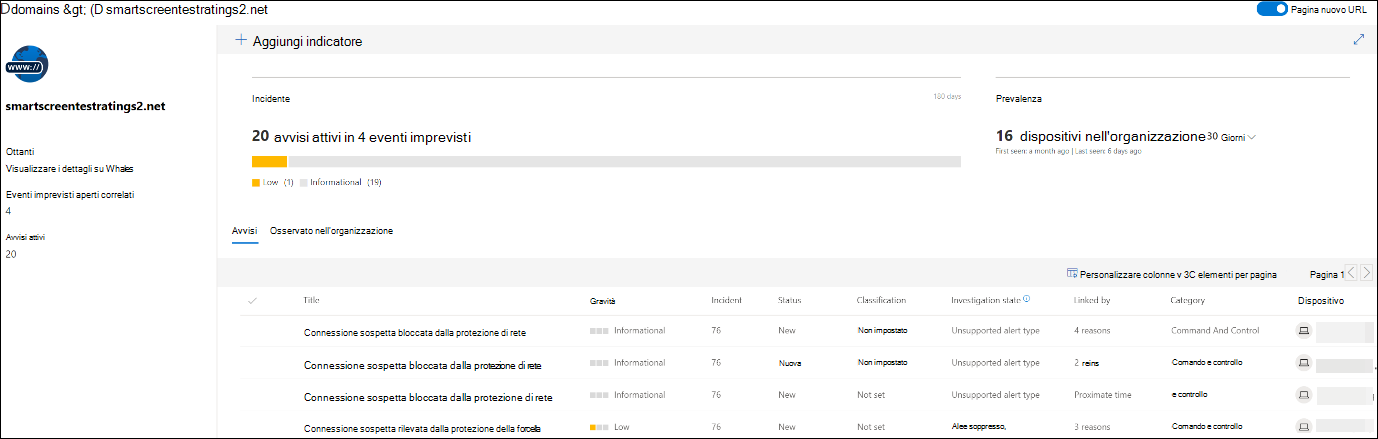 Ddomains &gt; (D smartscreentestratings2.net
Pagina nuovo URL
www://
smartscreentestratings2.net
Ottanti
Visualizzare i dettagli su Whales
Eventi imprevisti aperti correlati
4
Avvisi attivi
20
Aggiungi indicatore
Incidente
180 days
20 avvisi attivi in 4 eventi imprevisti
Low (1) Informational (19)
Prevalenza
16 dispositivi nell'organizzazione 30 Giorni
First seen: a month ago | Last seen: 6 days ago
Avvisi Osservato nell'organizzazione
Personalizzare colonne v 3C elementi per pagina Pagina 1
Title Gravità Incident Status Classification Investigation state Linked by Category Dispositivo
Connessione sospetta bloccata dalla protezione di rete Informational 76 New Non impostato Unsupported alert type 4 reasons Command And Control
Connessione sospetta bloccata dalla protezione di rete Informational 76 Nuova Non impostato Unsupported alert type 2 reins Comando e controllo
Connessione sospetta bloccata dalla protezione di rete Informational 76 New Not set Unsupported alert type Proximate time e controllo
Connessione sospetta rilevata dalla protezione della forcella Low 76 New Not set Alee soppresso, 3 reasons Comando e controllo